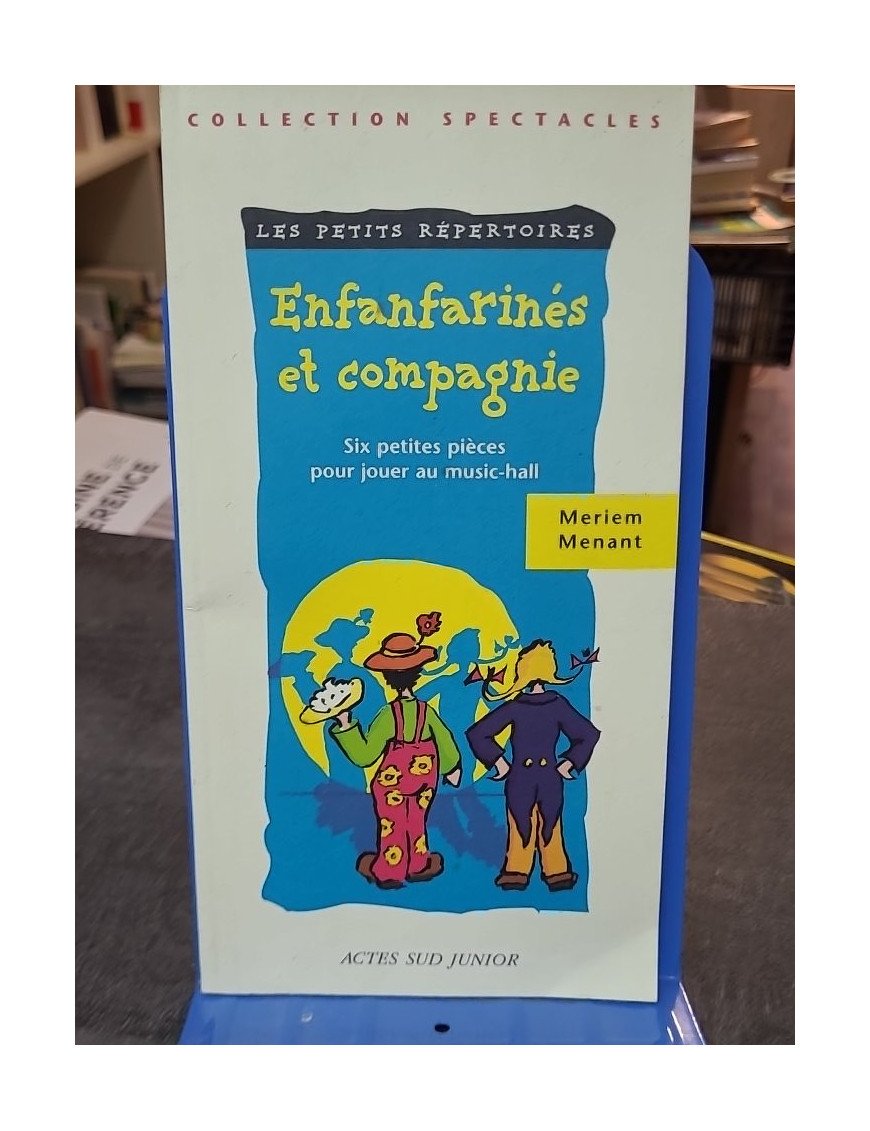 COLLECTION SPECTACLES
LES PETITS RÉPERTOIRES
Enfanfarinés
et compagnie
Six petites pièces
pour jouer au music-hall
Meriem
Menant
ACTES SUD JUNIOR